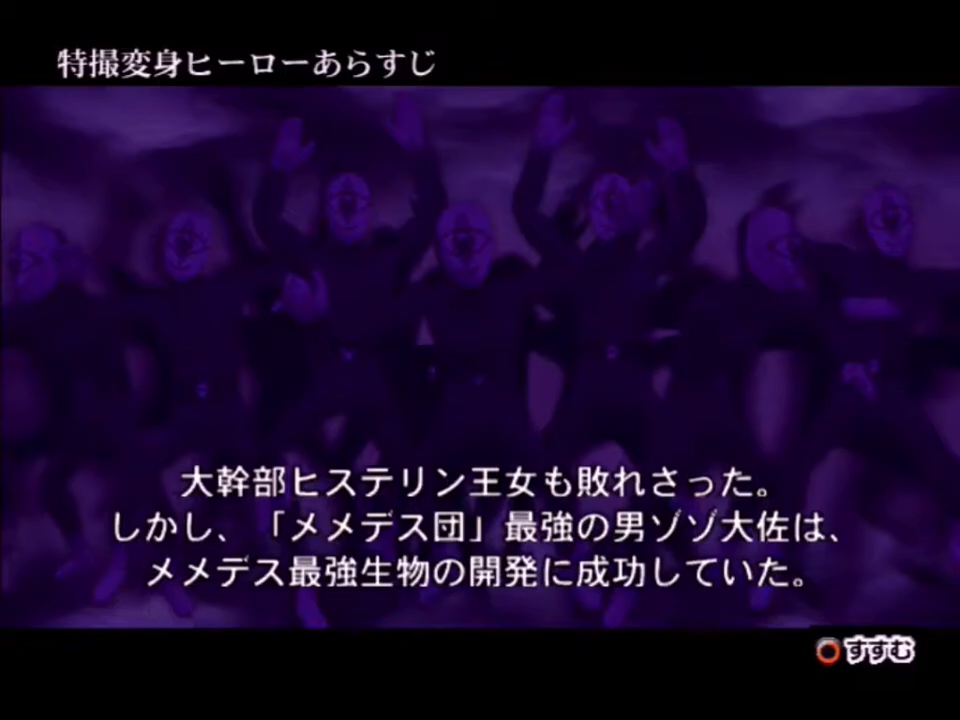 特撮変身ヒーローあらすじ
大幹部ヒステリン王女も敗れさった。
しかし、「メメデス団」最強の男ゾゾ大佐は、
メメデス最強生物の開発に成功していた。
すすむ